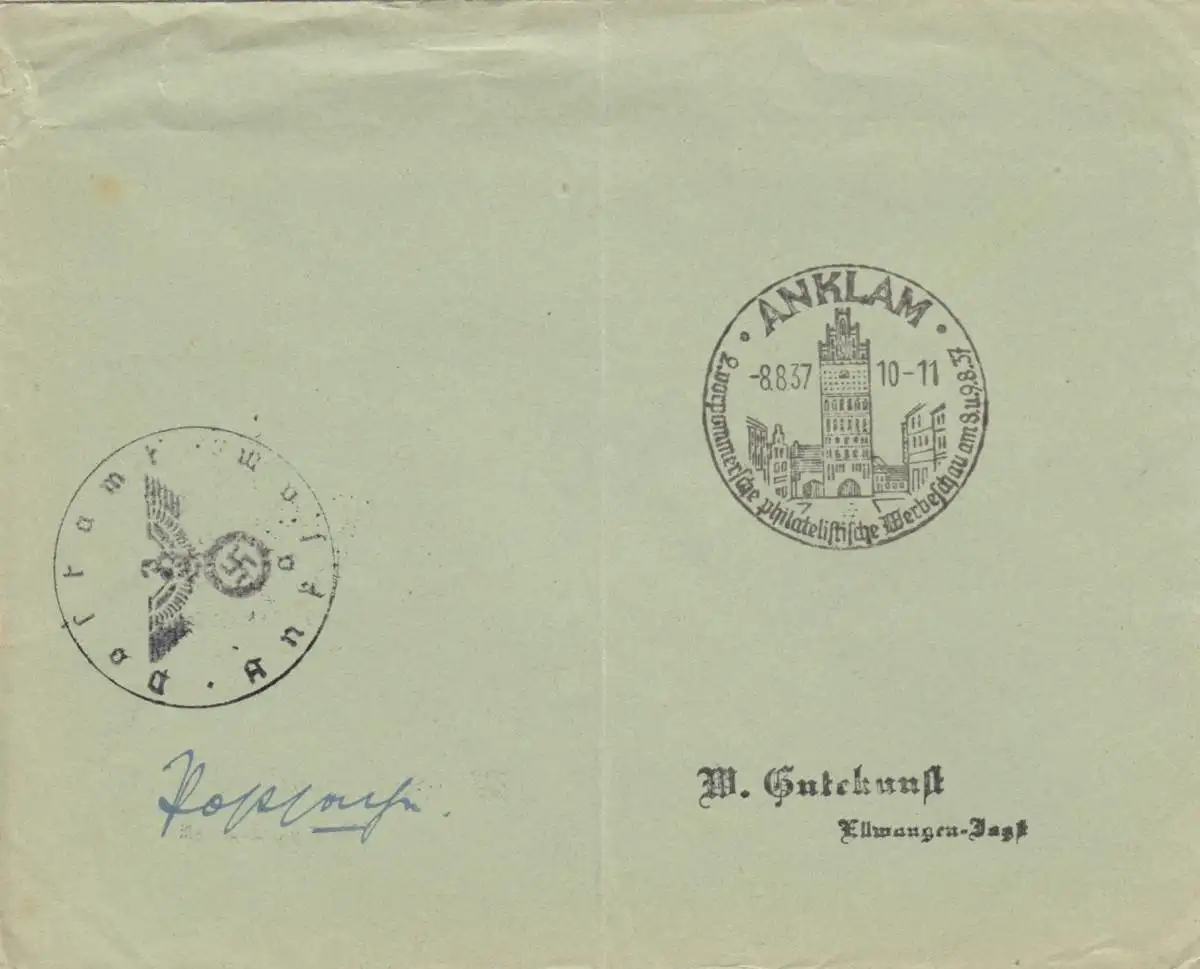 ANKLAM
-8.8.37 10-11
2. vorpommersche philatelistische Werbeschau am 8.u.9.8.37
Postamt
Postsache.
W. Gutekunst
Ellwangen-Jagst